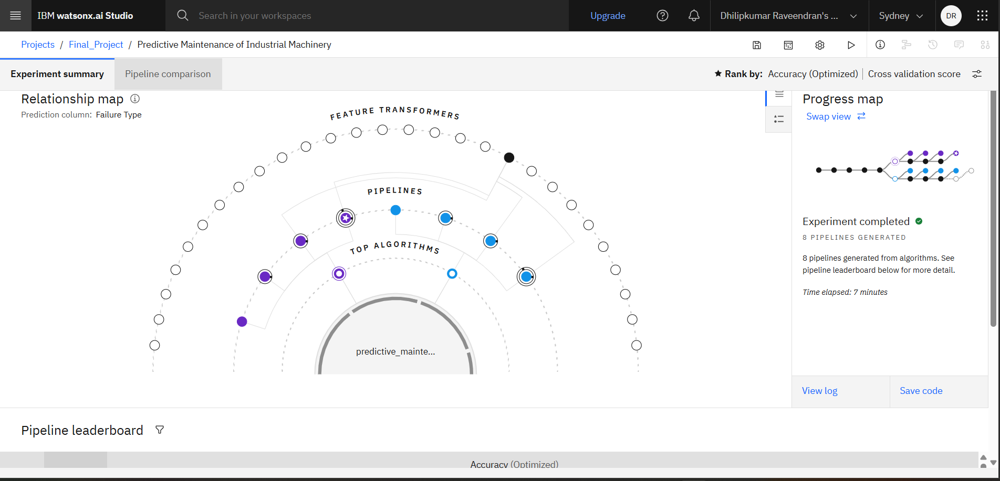 IBM watsonx.ai Studio
Search in your workspaces
Upgrade
Dhilipkumar Raveendran's ...
Sydney
DR
Projects / Final_Project / Predictive Maintenance of Industrial Machinery
Experiment summary
Pipeline comparison
Rank by: Accuracy (Optimized) | Cross validation score
Relationship map
Prediction column: Failure Type
FEATURE TRANSFORMERS
PIPELINES
TOP ALGORITHMS
predictive_mainte...
Progress map
Swap view
Experiment completed
8 PIPELINES GENERATED
8 pipelines generated from algorithms. See
pipeline leaderboard below for more detail.
Time elapsed: 7 minutes
View log
Save code
Pipeline leaderboard
Accuracy (Optimized)